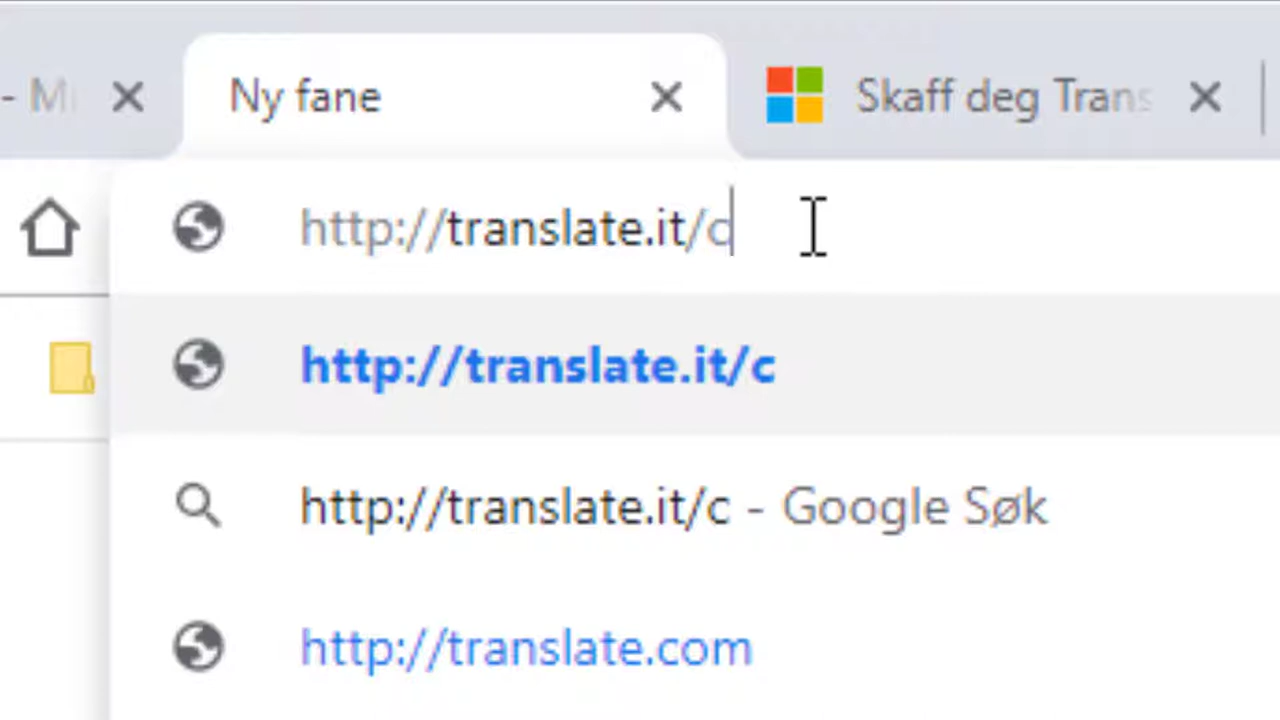 - M
Ny fane
Skaff deg Trans
http://translate.it/c
http://translate.it/c
http://translate.it/c - Google Søk
http://translate.com